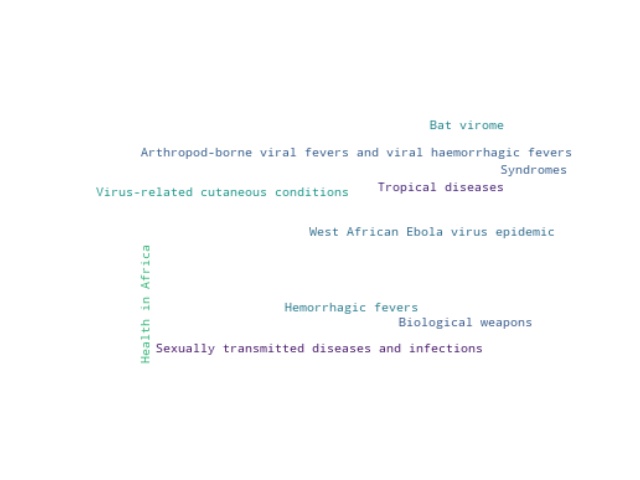 Bat virome
Arthropod-borne viral fevers and viral haemorrhagic fevers
Syndromes
Tropical diseases
Virus-related cutaneous conditions
West African Ebola virus epidemic
Health in Africa
Hemorrhagic fevers
Biological weapons
Sexually transmitted diseases and infections